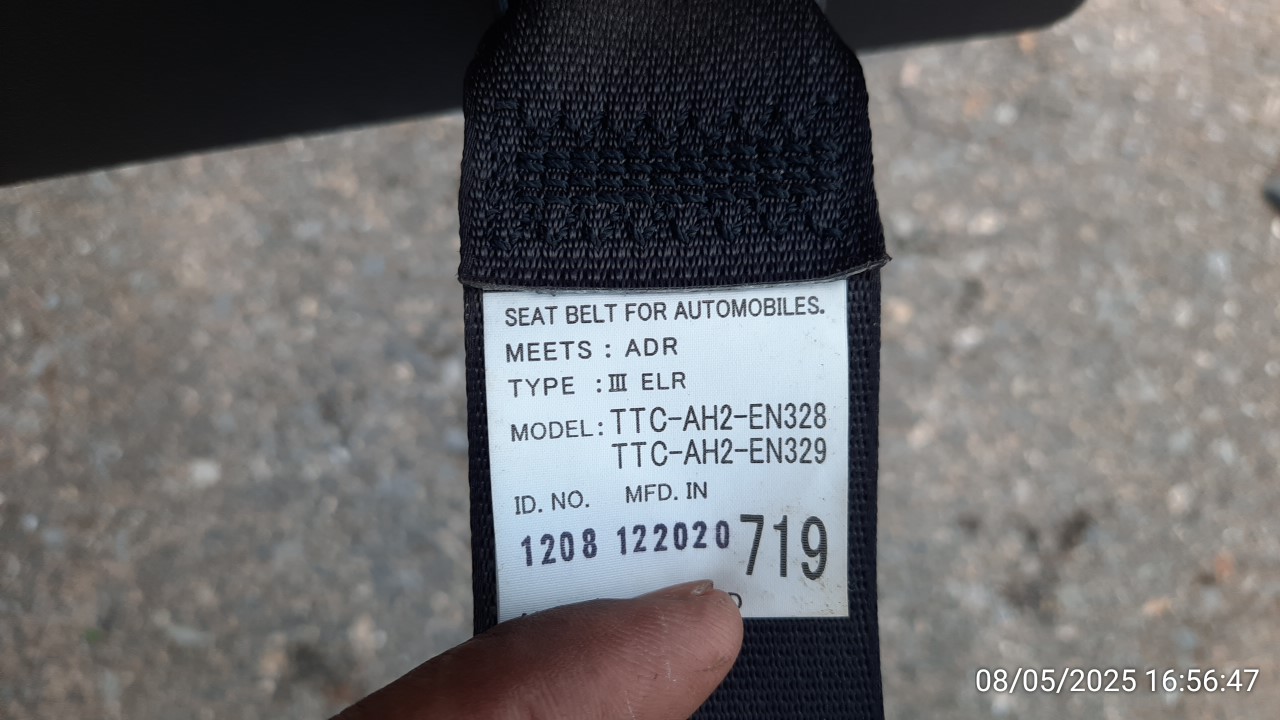 SEAT BELT FOR AUTOMOBILES.
MEETS : ADR
TYPE : III ELR
MODEL: TTC-AH2-EN328
TTC-AH2-EN329
ID. NO. MFD. IN
1208 122020 719
08/05/2025 16:56:47